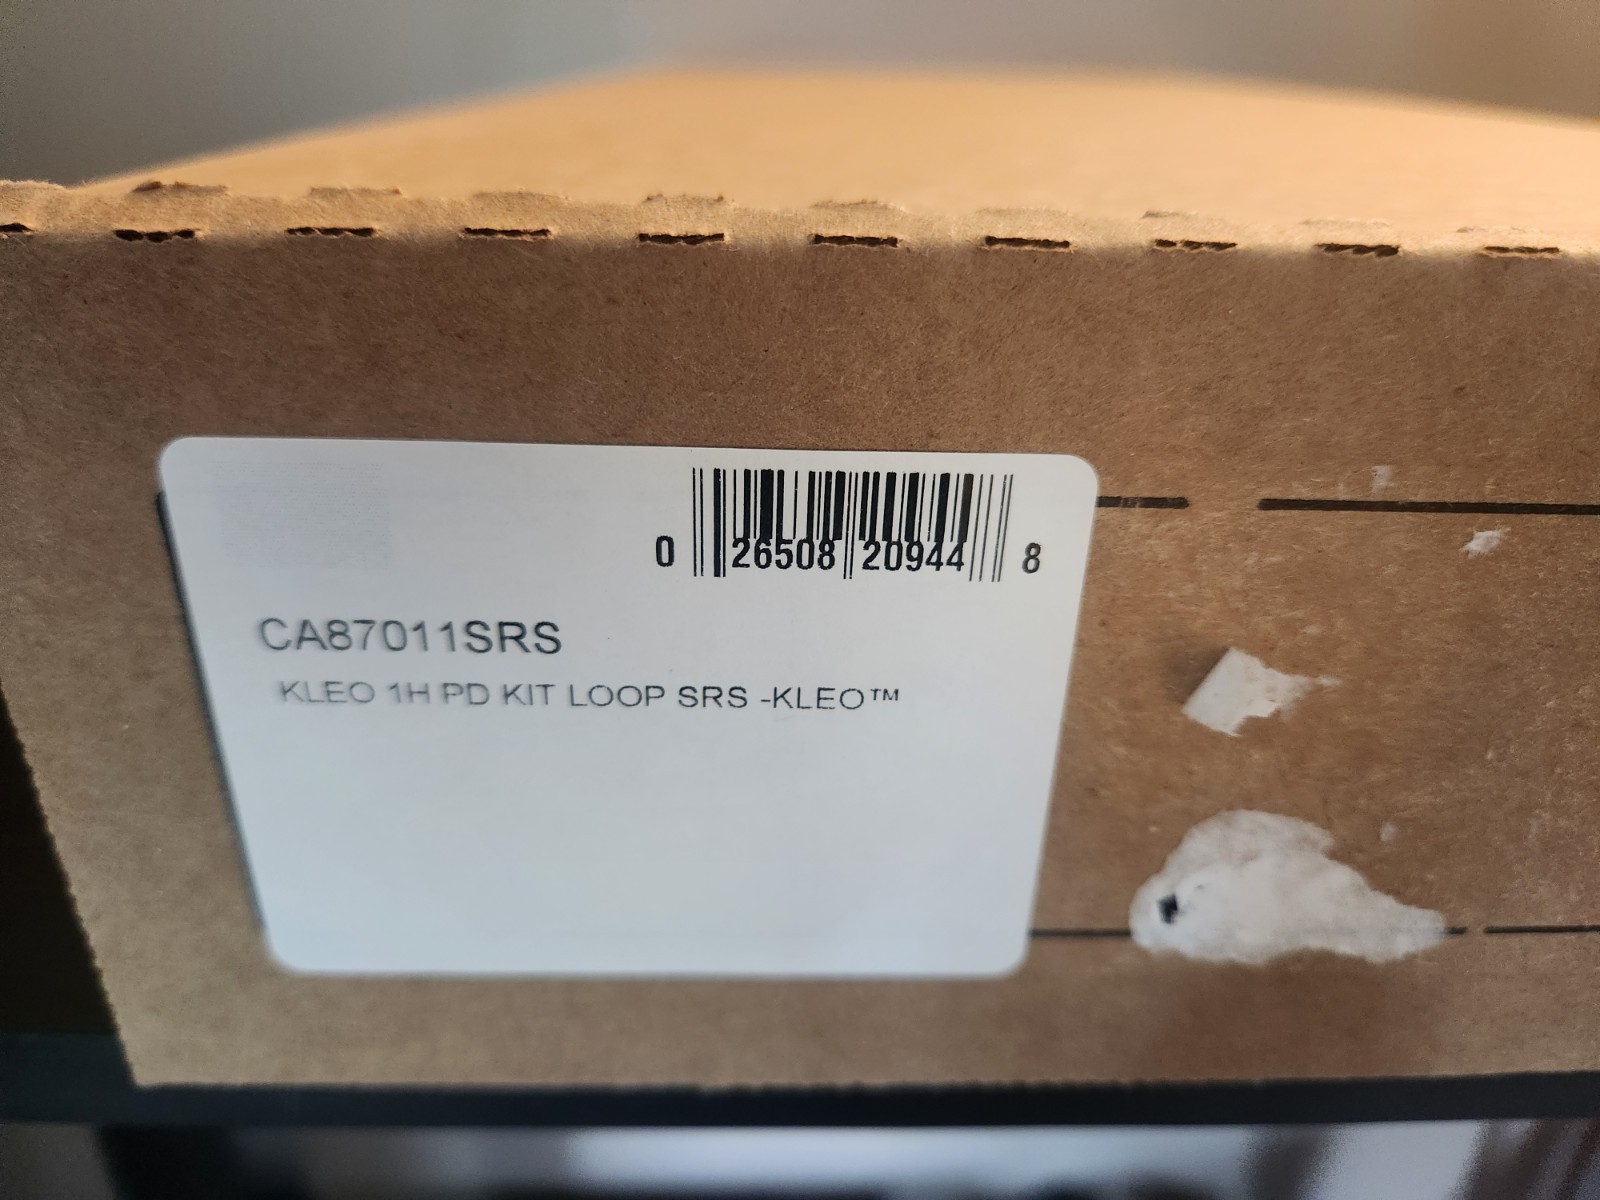 0 26508 20944 8
CA87011SRS
KLEO 1H PD KIT LOOP SRS -KLEO™